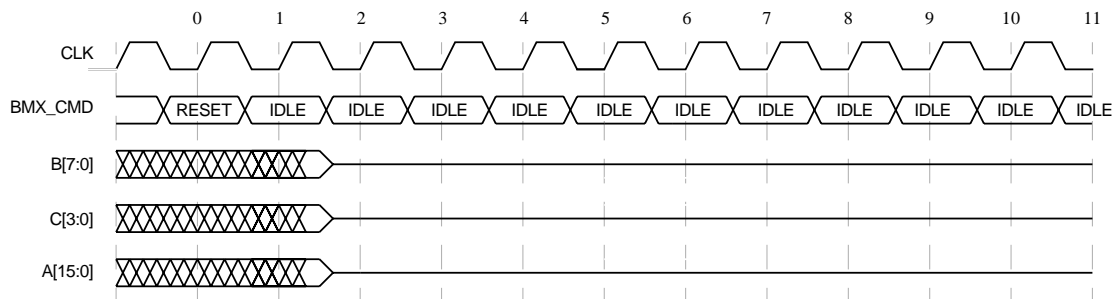 0 1 2 3 4 5 6 7 8 9 10 11
CLK
BMX_CMD RESET IDLE IDLE IDLE IDLE IDLE IDLE IDLE IDLE IDLE IDLE IDLE
B[7:0]
C[3:0]
A[15:0]